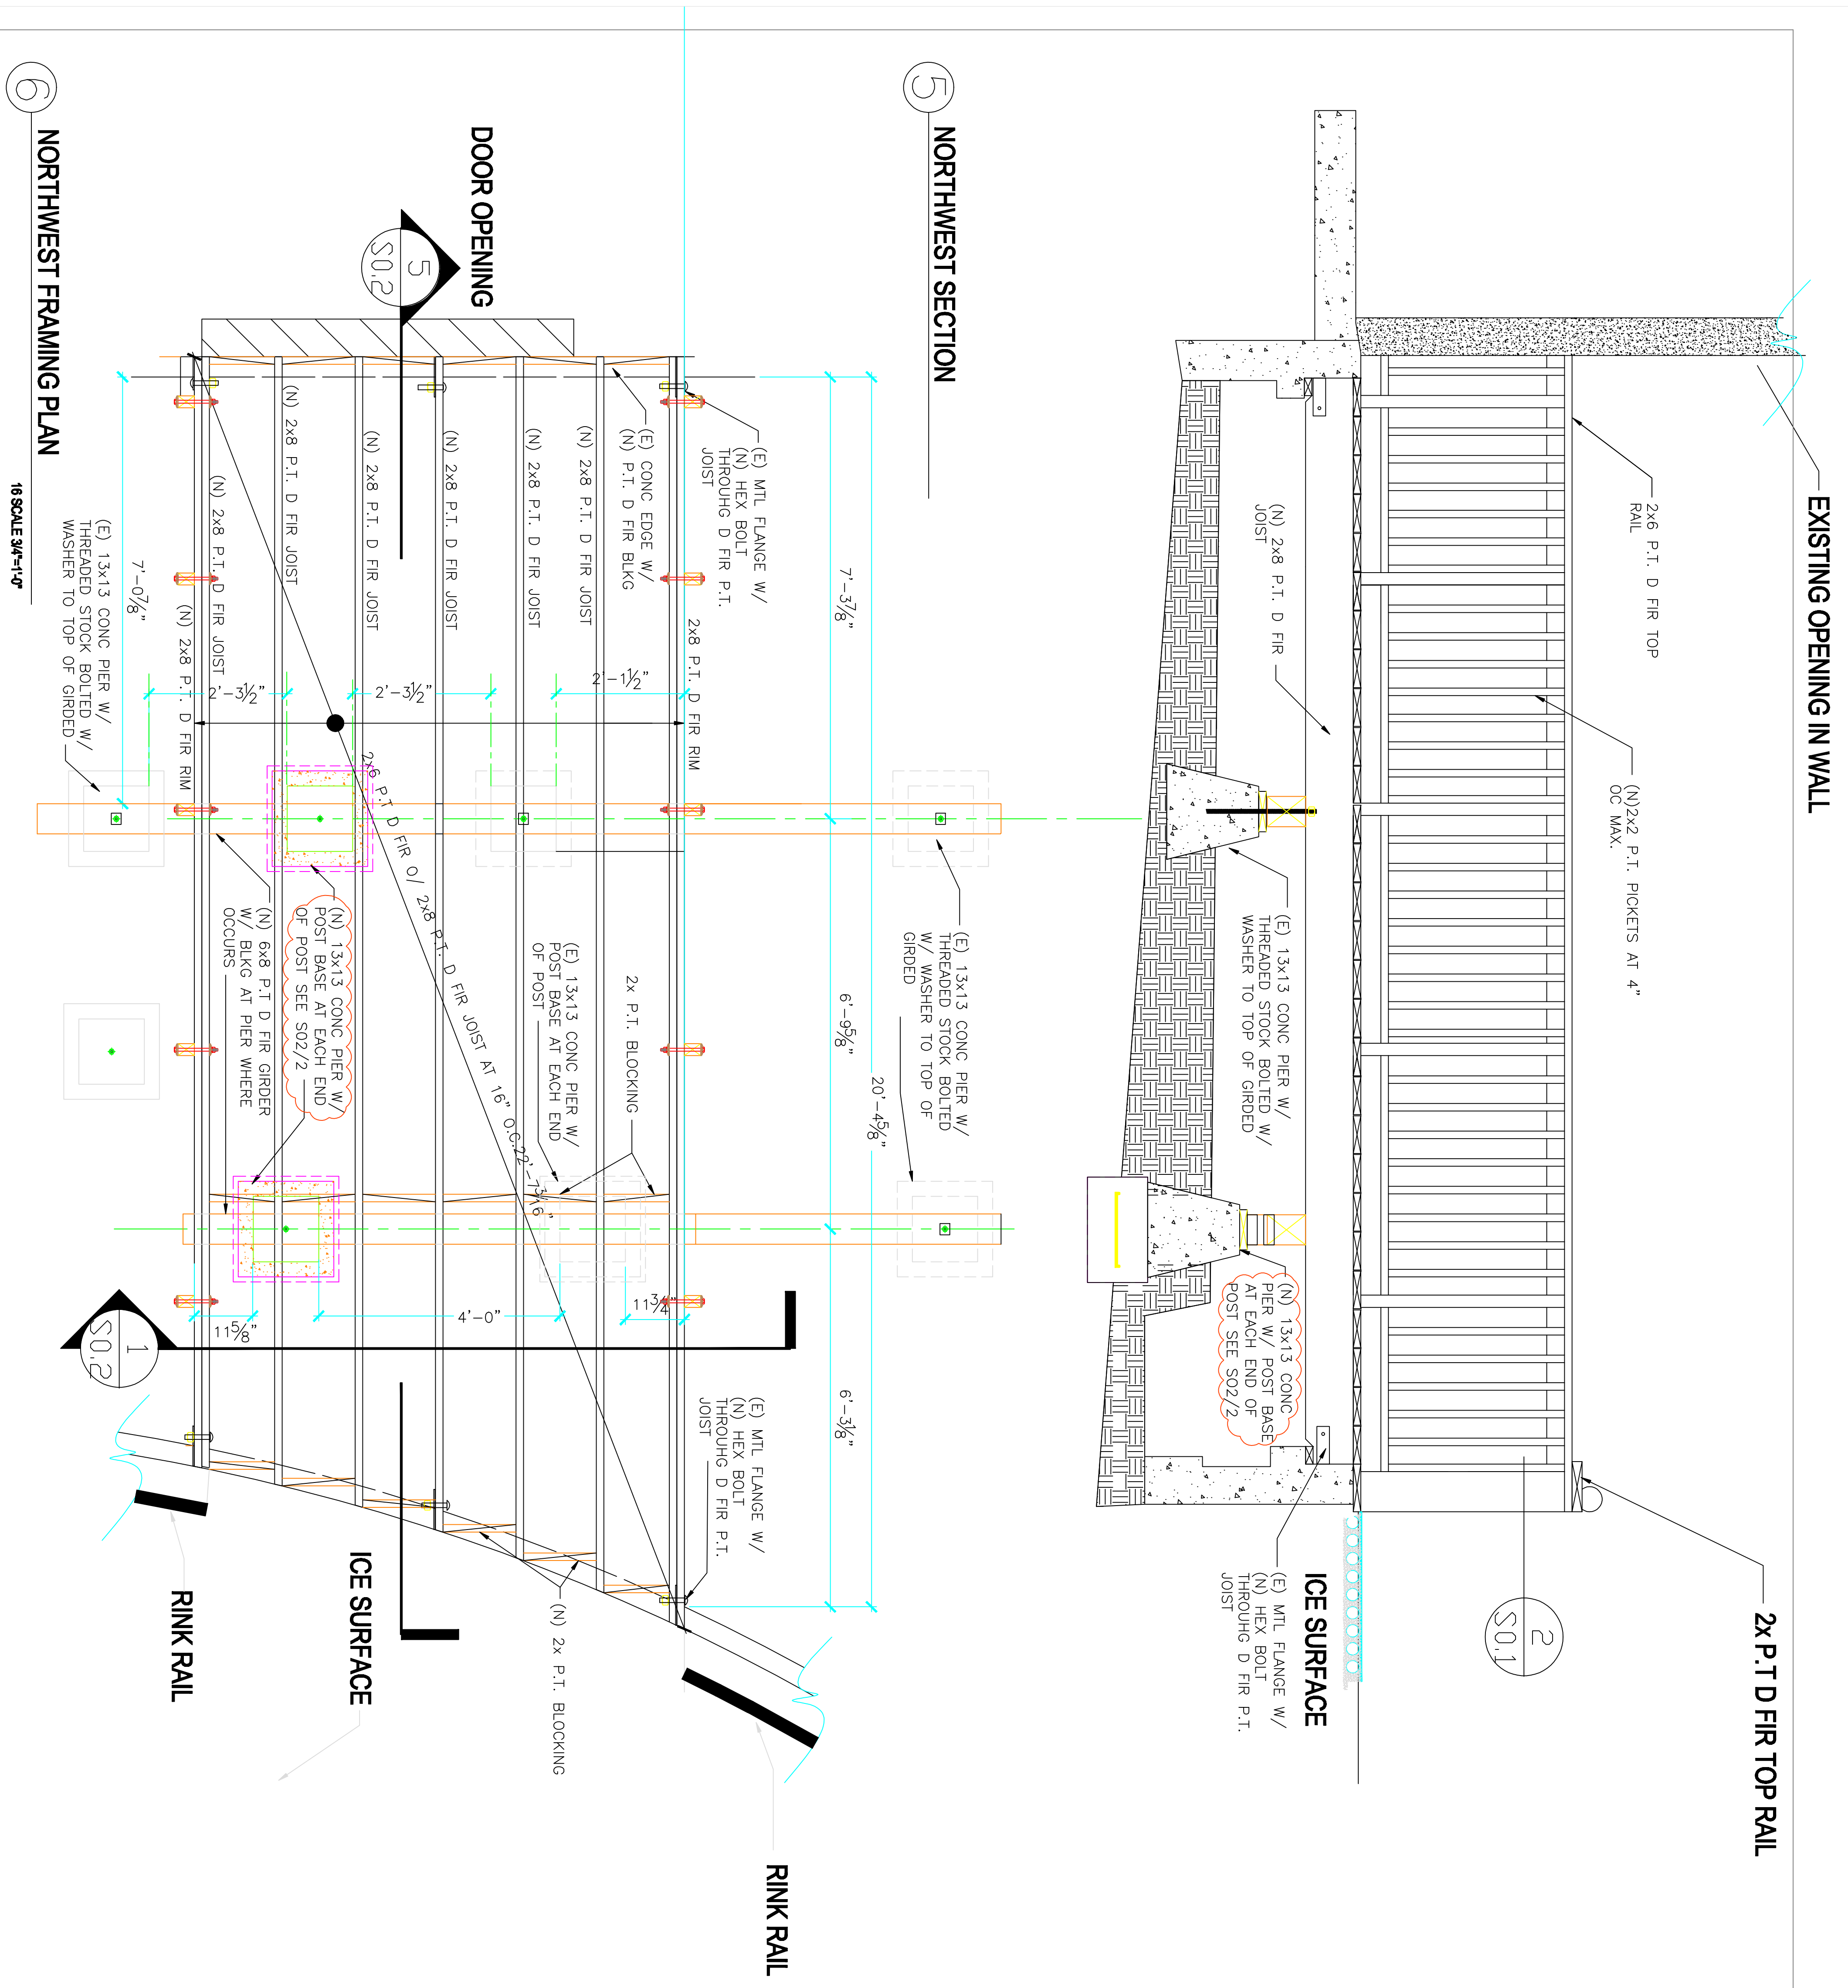 EXISTING OPENING IN WALL
2x P.T D FIR TOP RAIL
2x6 P.T. D FIR TOP
RAIL
(N)2x2 P.T. PICKETS AT 4"
OC MAX.
2
S0,1
(N) 2x8 P.T. D FIR
JOIST
(E) 13x13 CONC PIER W/
THREADED STOCK BOLTED W/
WASHER TO TOP OF GIRDED
(N) 13x13 CONC
PIER W/ POST BASE
AT EACH END OF
POST SEE S02/2
ICE SURFACE
(E) MTL FLANGE W/
(N) HEX BOLT
THROUHG D FIR P.T.
JOIST
5
NORTHWEST SECTION
(E) 13x13 CONC PIER W/
THREADED STOCK BOLTED
W/ WASHER TO TOP OF
GIRDED
20'-4⅝"
7'-3⅞"
6'-9⅝"
6'-3⅛"
RINK RAIL
(E) MTL FLANGE W/
(N) HEX BOLT
THROUHG D FIR P.T.
JOIST
(E) MTL FLANGE W/
(N) HEX BOLT
THROUHG D FIR P.T.
JOIST
2x8 P.T. D FIR RIM
(E) CONC EDGE W/
(N) P.T. D FIR BLKG
2'-1½"
2x P.T. BLOCKING
11¾"
(E) 13x13 CONC PIER W/
POST BASE AT EACH END
OF POST
(N) 2x8 P.T. D FIR JOIST
(N) 2x8 P.T. D FIR JOIST
(N) 2x P.T. BLOCKING
DOOR OPENING
5
S0,2
(N) 2x8 P.T. D FIR JOIST
4'-0"
2'-3½"
2x6 P.T D FIR O/ 2x8 P.T. D FIR JOIST AT 16" O.C.
22'-7 3/16"
(N) 2x8 P.T. D FIR JOIST
ICE SURFACE
(N) 2x8 P.T. D FIR JOIST
(N) 13x13 CONC PIER W/
POST BASE AT EACH END
OF POST SEE S02/2
2'-3½"
(N) 6x8 P.T D FIR GIRDER
W/ BLKG AT PIER WHERE
OCCURS
11⅝"
(N) 2x8 P.T. D FIR JOIST
(N) 2x8 P.T. D FIR RIM
RINK RAIL
7'-0⅞"
1
S0,2
(E) 13x13 CONC PIER W/
THREADED STOCK BOLTED W/
WASHER TO TOP OF GIRDED
6
NORTHWEST FRAMING PLAN
16 SCALE 3/4"=1'-0"